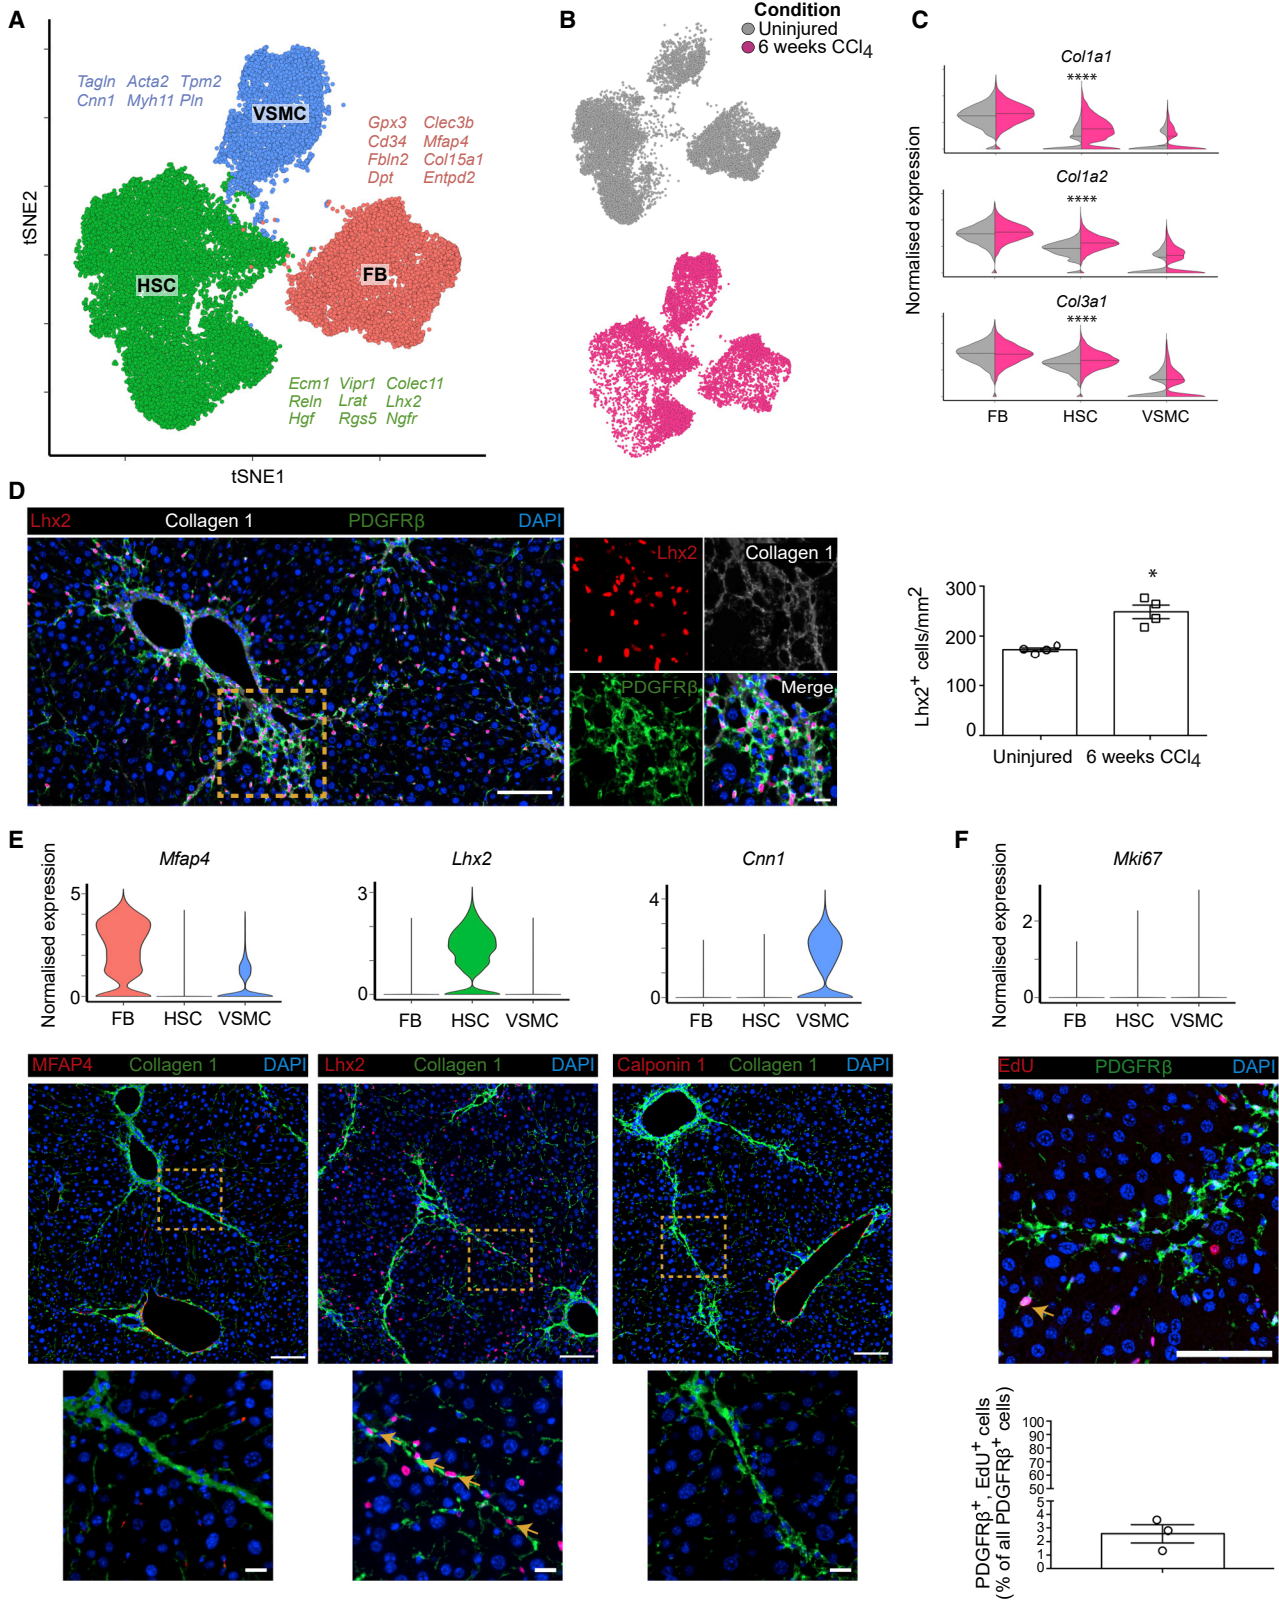 A
Tagln Acta2 Tpm2
Cnn1 Myh11 Pln
VSMC
Gpx3 Clec3b
Cd34 Mfap4
Fbln2 Col15a1
Dpt Entpd2
HSC
FB
Ecm1 Vipr1 Colec11
Reln Lrat Lhx2
Hgf Rgs5 Ngfr
tSNE2
tSNE1
B
Condition
Uninjured
6 weeks CCl4
C
Col1a1
****
Col1a2
****
Col3a1
****
Normalised expression
FB HSC VSMC
D
Lhx2 Collagen 1 PDGFRβ DAPI
Lhx2 Collagen 1
PDGFRβ Merge
Lhx2+ cells/mm2
300
200
100
0
*
Uninjured 6 weeks CCl4
E
Normalised expression
Mfap4
5
0
FB HSC VSMC
Lhx2
3
0
FB HSC VSMC
Cnn1
4
0
FB HSC VSMC
MFAP4 Collagen 1 DAPI
Lhx2 Collagen 1 DAPI
Calponin 1 Collagen 1 DAPI
F
Normalised expression
Mki67
2
0
FB HSC VSMC
EdU PDGFRβ DAPI
PDGFRβ+, EdU+ cells
(% of all PDGFRβ+ cells)
100
90
80
70
60
50
5
4
3
2
1
0